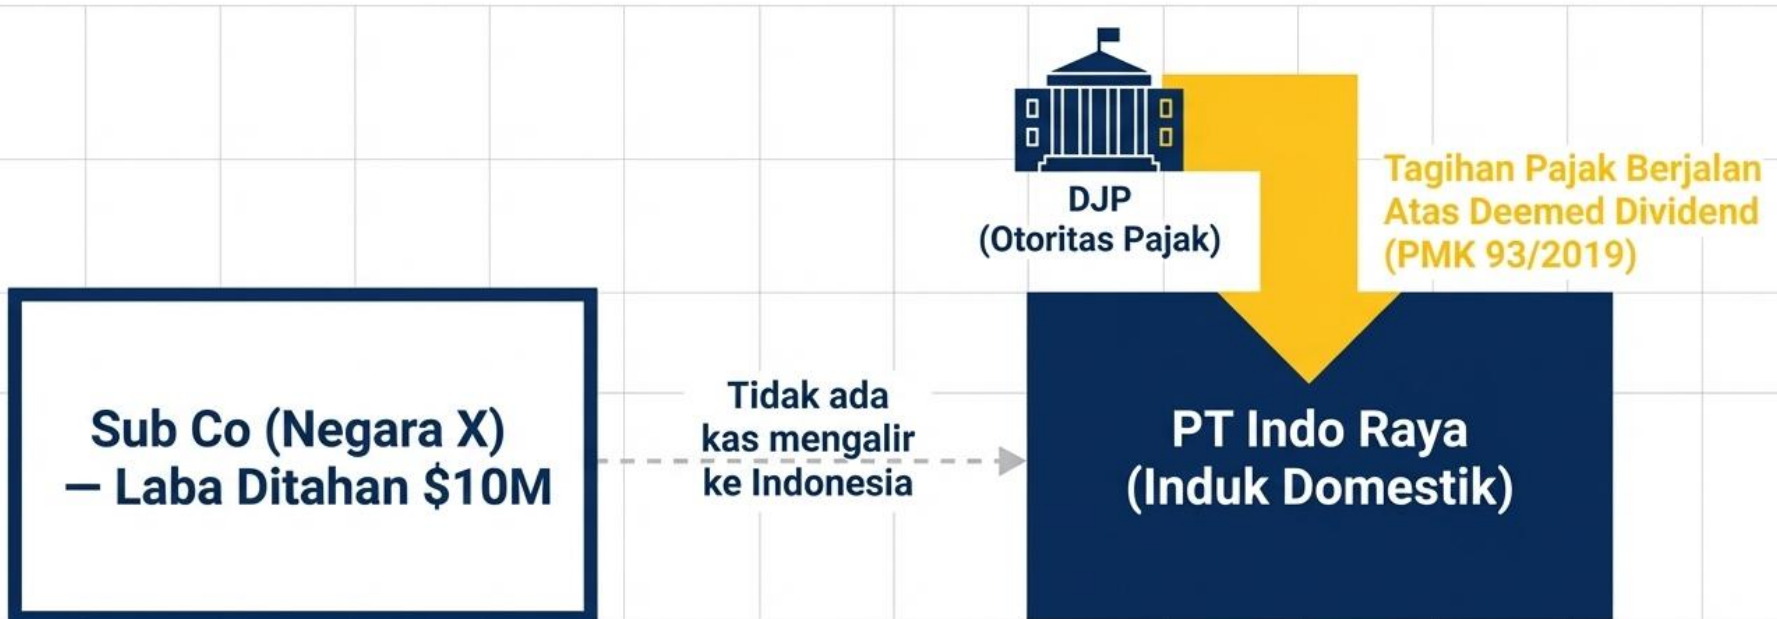 DJP
(Otoritas Pajak)
Tagihan Pajak Berjalan
Atas Deemed Dividend
(PMK 93/2019)
Sub Co (Negara X)
— Laba Ditahan $10M
Tidak ada
kas mengalir
ke Indonesia
PT Indo Raya
(Induk Domestik)